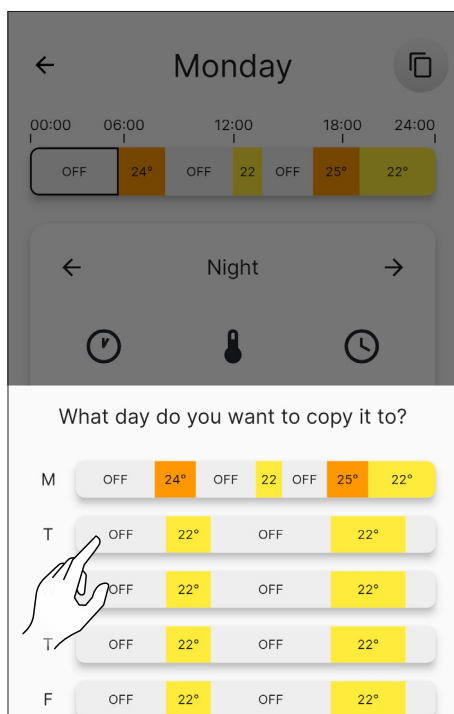 Monday
00:00 06:00 12:00 18:00 24:00
OFF 24° OFF 22 OFF 25° 22°
Night
What day do you want to copy it to?
M OFF 24° OFF 22 OFF 25° 22°
T OFF 22° OFF 22°
OFF 22° OFF 22°
T OFF 22° OFF 22°
F OFF 22° OFF 22°